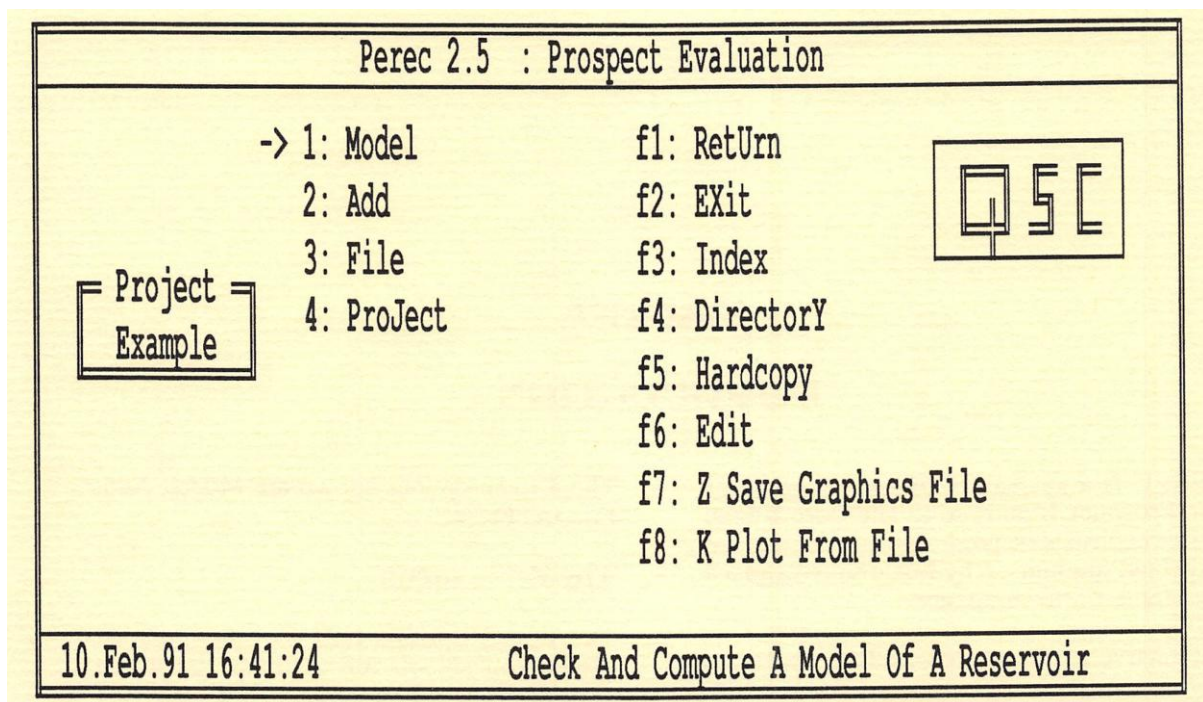 Perec 2.5 : Prospect Evaluation
-> 1: Model
2: Add
3: File
4: ProJect
Project
Example
f1: RetUrn
f2: EXit
f3: Index
f4: DirectorY
f5: Hardcopy
f6: Edit
f7: Z Save Graphics File
f8: K Plot From File
QSC
10.Feb.91 16:41:24
Check And Compute A Model Of A Reservoir